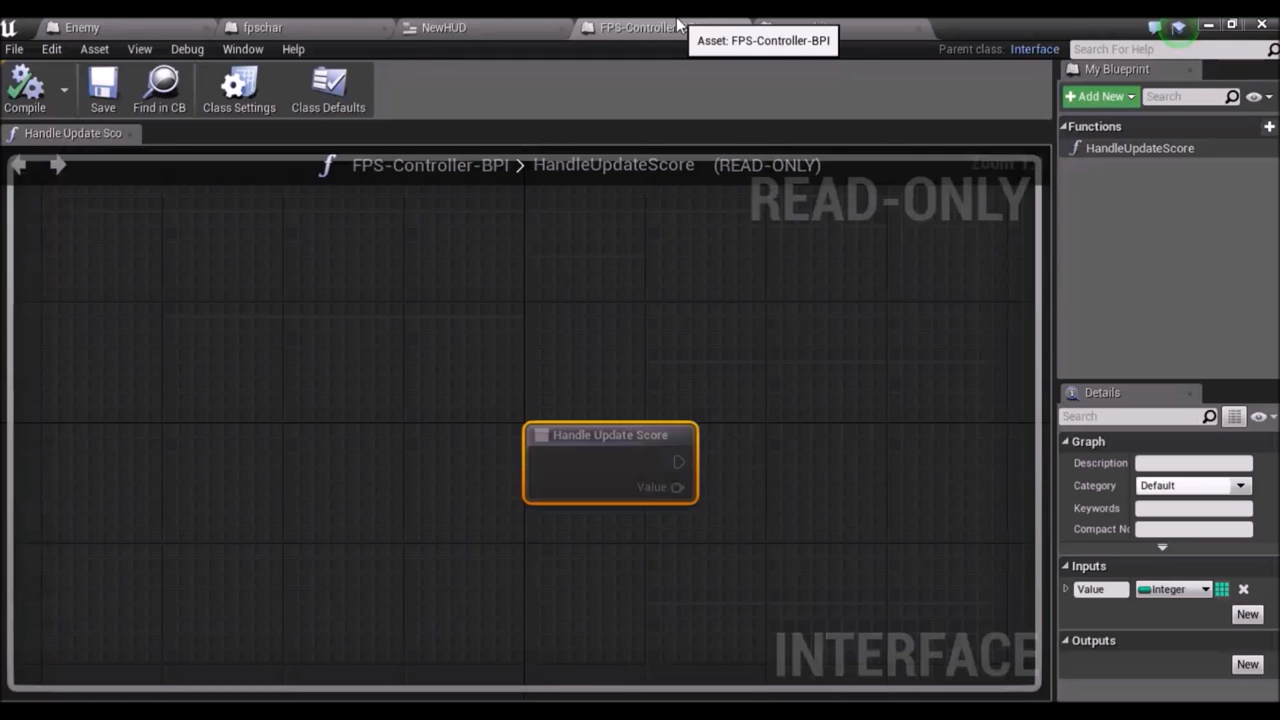 Enemy
fpschar
NewHUD
FPS-Controller-
Asset: FPS-Controller-BPI
File
Edit
Asset
View
Debug
Window
Help
Parent class: Interface
Search For Help
Compile
Save
Find in CB
Class Settings
Class Defaults
My Blueprint
Add New
Search
Functions
HandleUpdateScore
Handle Update Sco
FPS-Controller-BPI > HandleUpdateScore (READ-ONLY)
READ-ONLY
Handle Update Score
Value
INTERFACE
Details
Search
Graph
Description
Category
Default
Keywords
Compact No
Inputs
Value
Integer
New
Outputs
New